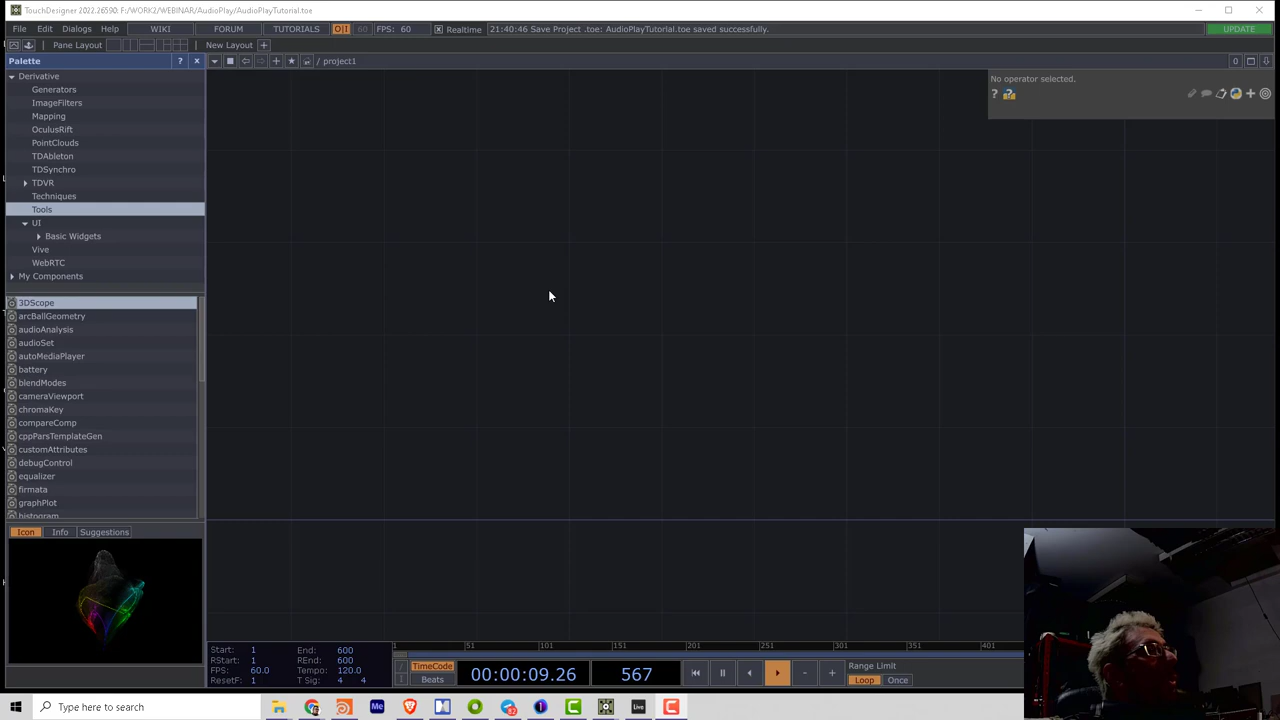 TouchDesigner 2022.26590: F:/WORK2/WEBINAR/AudioPlay/AudioPlayTutorial.toe
File Edit Dialogs Help WIKI FORUM TUTORIALS O|! 60 FPS: 60 Realtime 21:40:46 Save Project .toe: AudioPlayTutorial.toe saved successfully. UPDATE
Pane Layout New Layout +
Palette ? x / project1 0
Derivative
Generators
ImageFilters
Mapping
OculusRift
PointClouds
TDAbleton
TDSynchro
TDVR
Techniques
Tools
UI
Basic Widgets
Vive
WebRTC
My Components
No operator selected.
?
3DScope
arcBallGeometry
audioAnalysis
audioSet
autoMediaPlayer
battery
blendModes
cameraViewport
chromaKey
compareComp
cppParsTemplateGen
customAttributes
debugControl
equalizer
firmata
graphPlot
histogram
Icon Info Suggestions
1 51 101 151 201 251 301 351 401
Start: 1 End: 600
RStart: 1 REnd: 600
FPS: 60.0 Tempo: 120.0
ResetF: 1 T Sig: 4 4
TimeCode
Beats
00:00:09.26
567
- +
Range Limit
Loop Once
Type here to search
Live